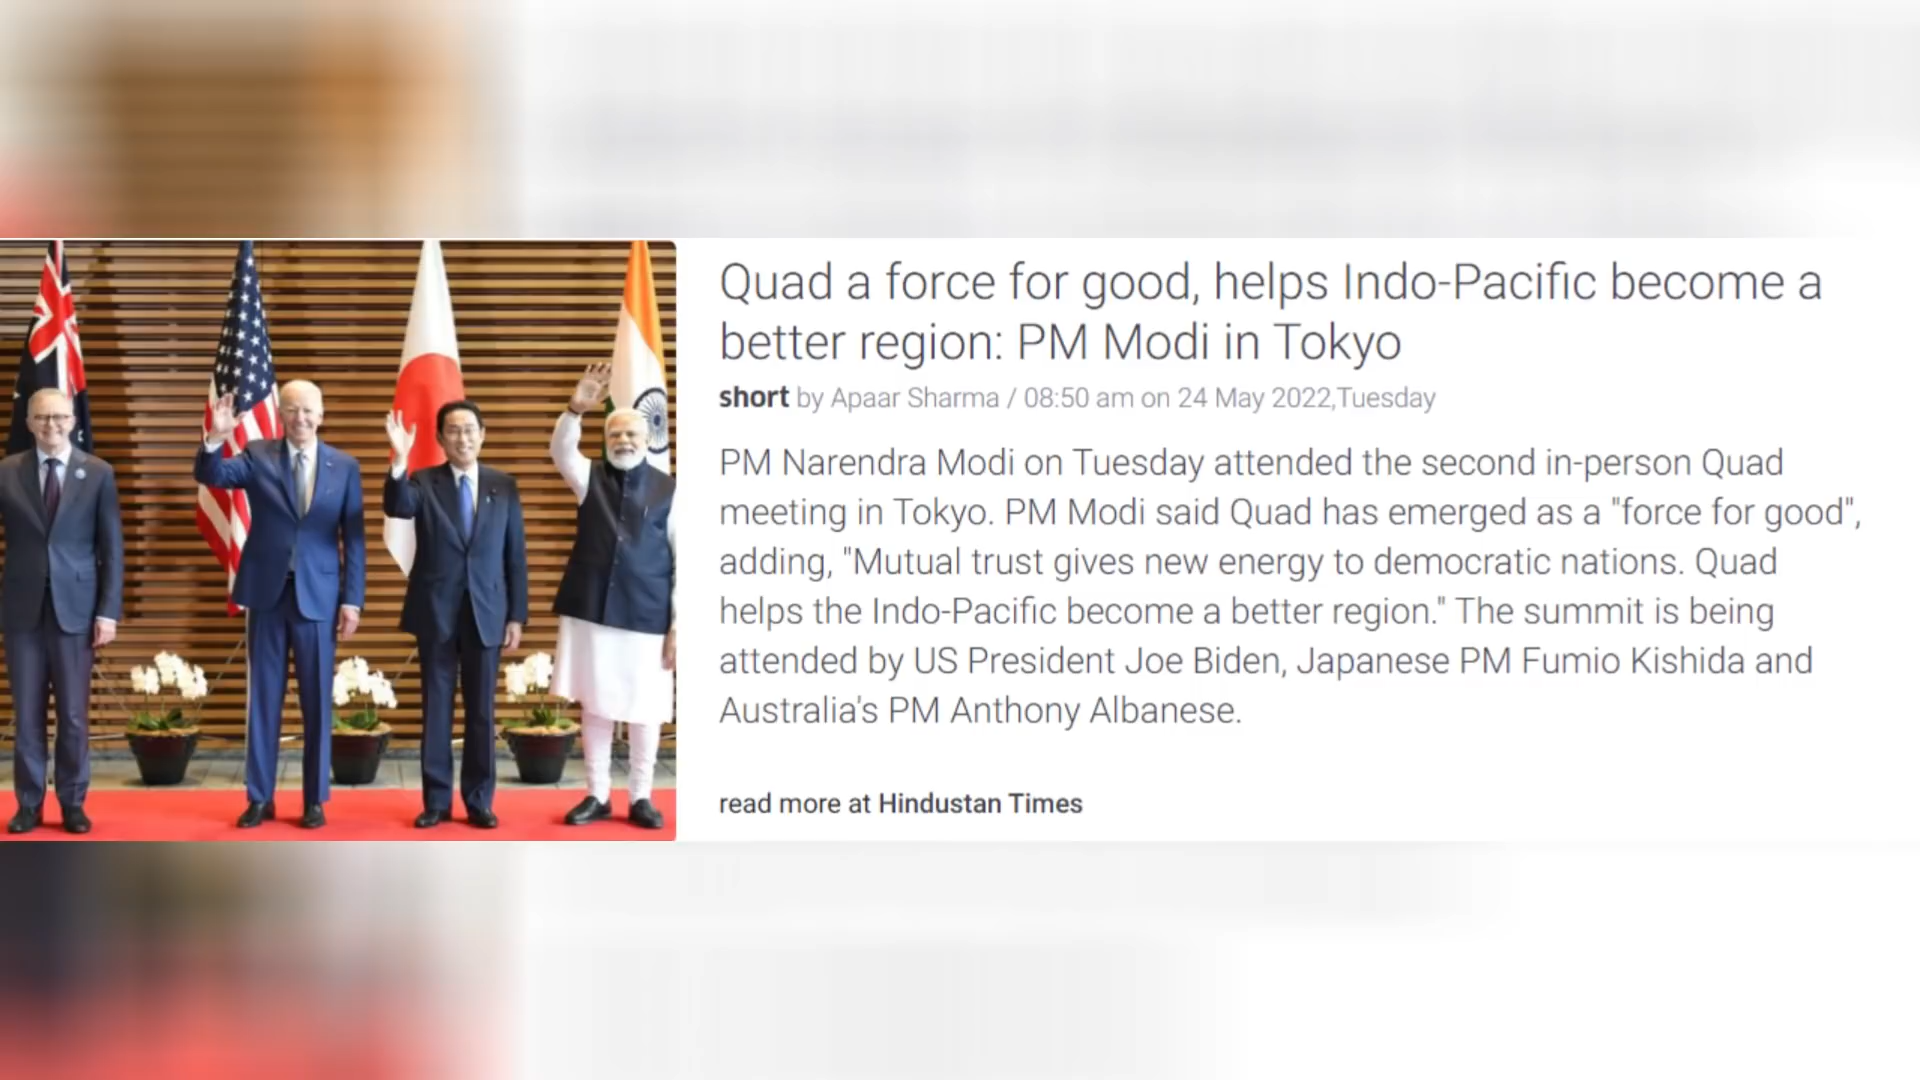 Quad a force for good, helps Indo-Pacific become a
better region: PM Modi in Tokyo
short by Apaar Sharma / 08:50 am on 24 May 2022,Tuesday
PM Narendra Modi on Tuesday attended the second in-person Quad
meeting in Tokyo. PM Modi said Quad has emerged as a "force for good",
adding, "Mutual trust gives new energy to democratic nations. Quad
helps the Indo-Pacific become a better region." The summit is being
attended by US President Joe Biden, Japanese PM Fumio Kishida and
Australia's PM Anthony Albanese.
read more at Hindustan Times